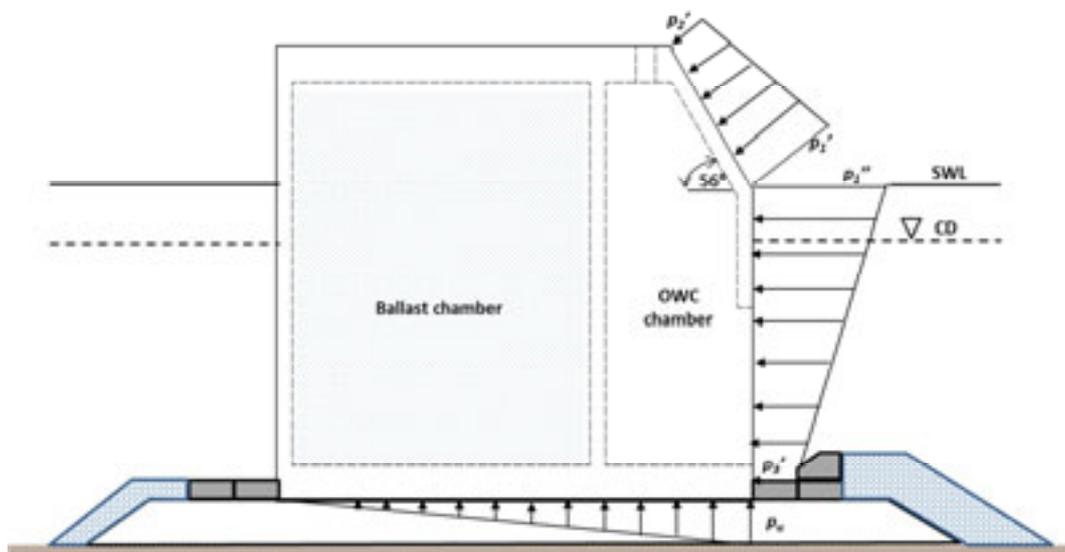 p₂'
p₁'
56°
p₁''
SWL
CD
Ballast chamber
OWC
chamber
p₃'
pᵤ